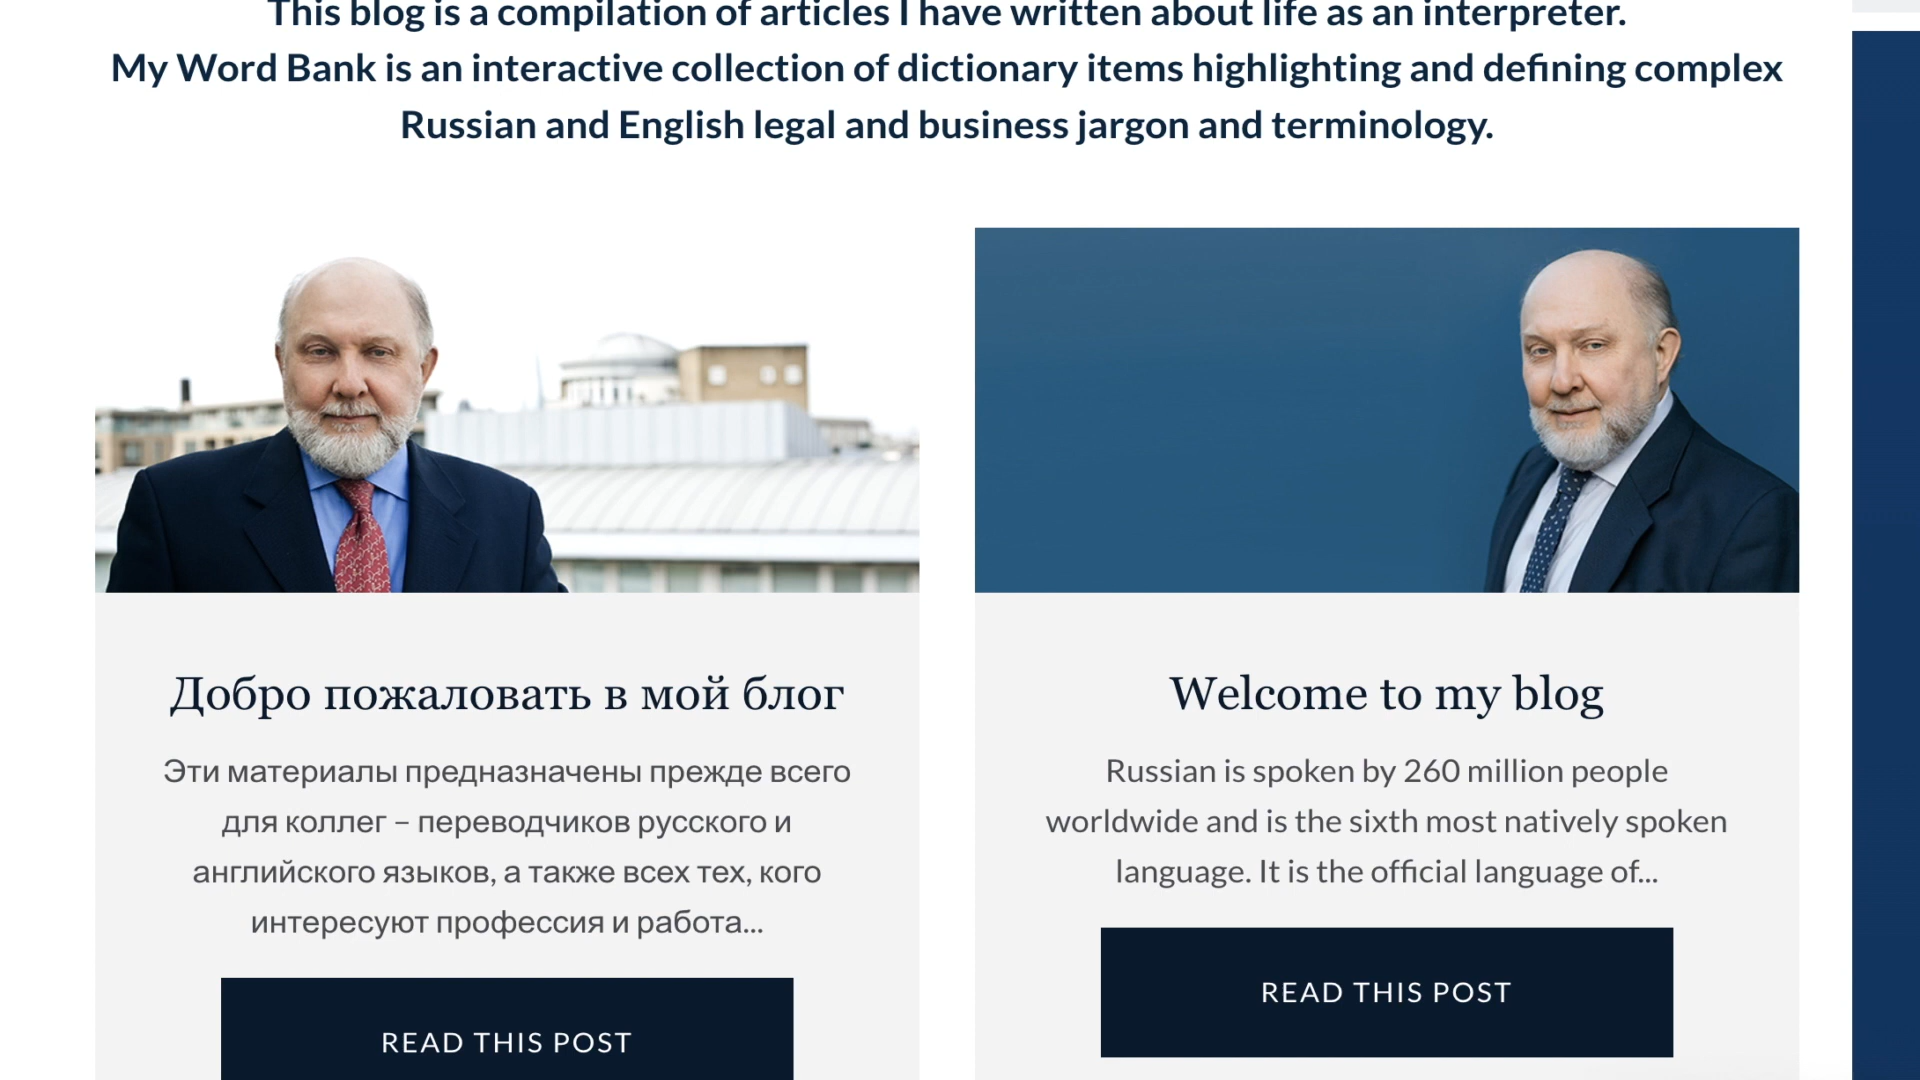 This blog is a compilation of articles I have written about life as an interpreter.
My Word Bank is an interactive collection of dictionary items highlighting and defining complex
Russian and English legal and business jargon and terminology.
Добро пожаловать в мой блог
Эти материалы предназначены прежде всего
для коллег – переводчиков русского и
английского языков, а также всех тех, кого
интересуют профессия и работа...
READ THIS POST
Welcome to my blog
Russian is spoken by 260 million people
worldwide and is the sixth most natively spoken
language. It is the official language of...
READ THIS POST